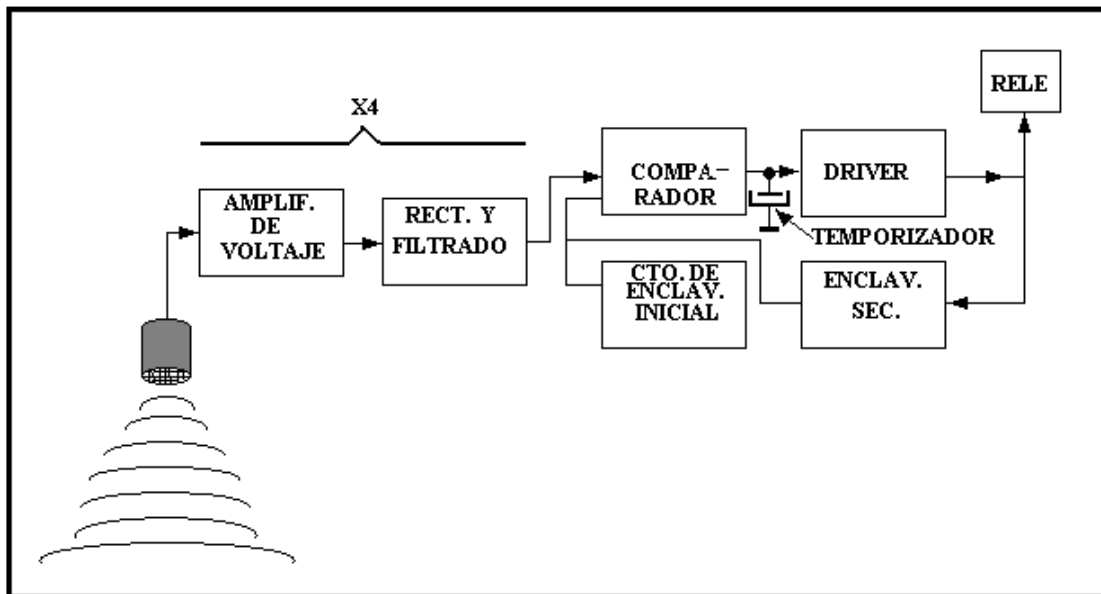 X4
AMPLIF.
DE
VOLTAJE
RECT. Y
FILTRADO
COMPA-
RADOR
DRIVER
RELE
TEMPORIZADOR
CTO. DE
ENCLAV.
INICIAL
ENCLAV.
SEC.